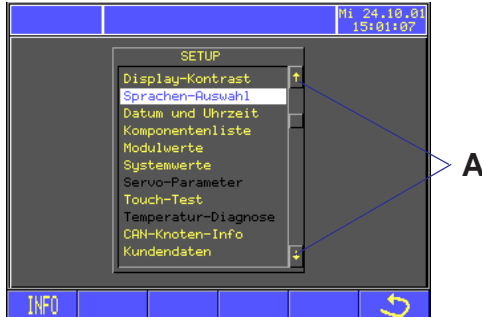 Mi 24.10.01
15:01:07
SETUP
Display-Kontrast
Sprachen-Auswahl
Datum und Uhrzeit
Komponentenliste
Modulwerte
Systemwerte
Servo-Parameter
Touch-Test
Temperatur-Diagnose
CAN-Knoten-Info
Kundendaten
A
INFO